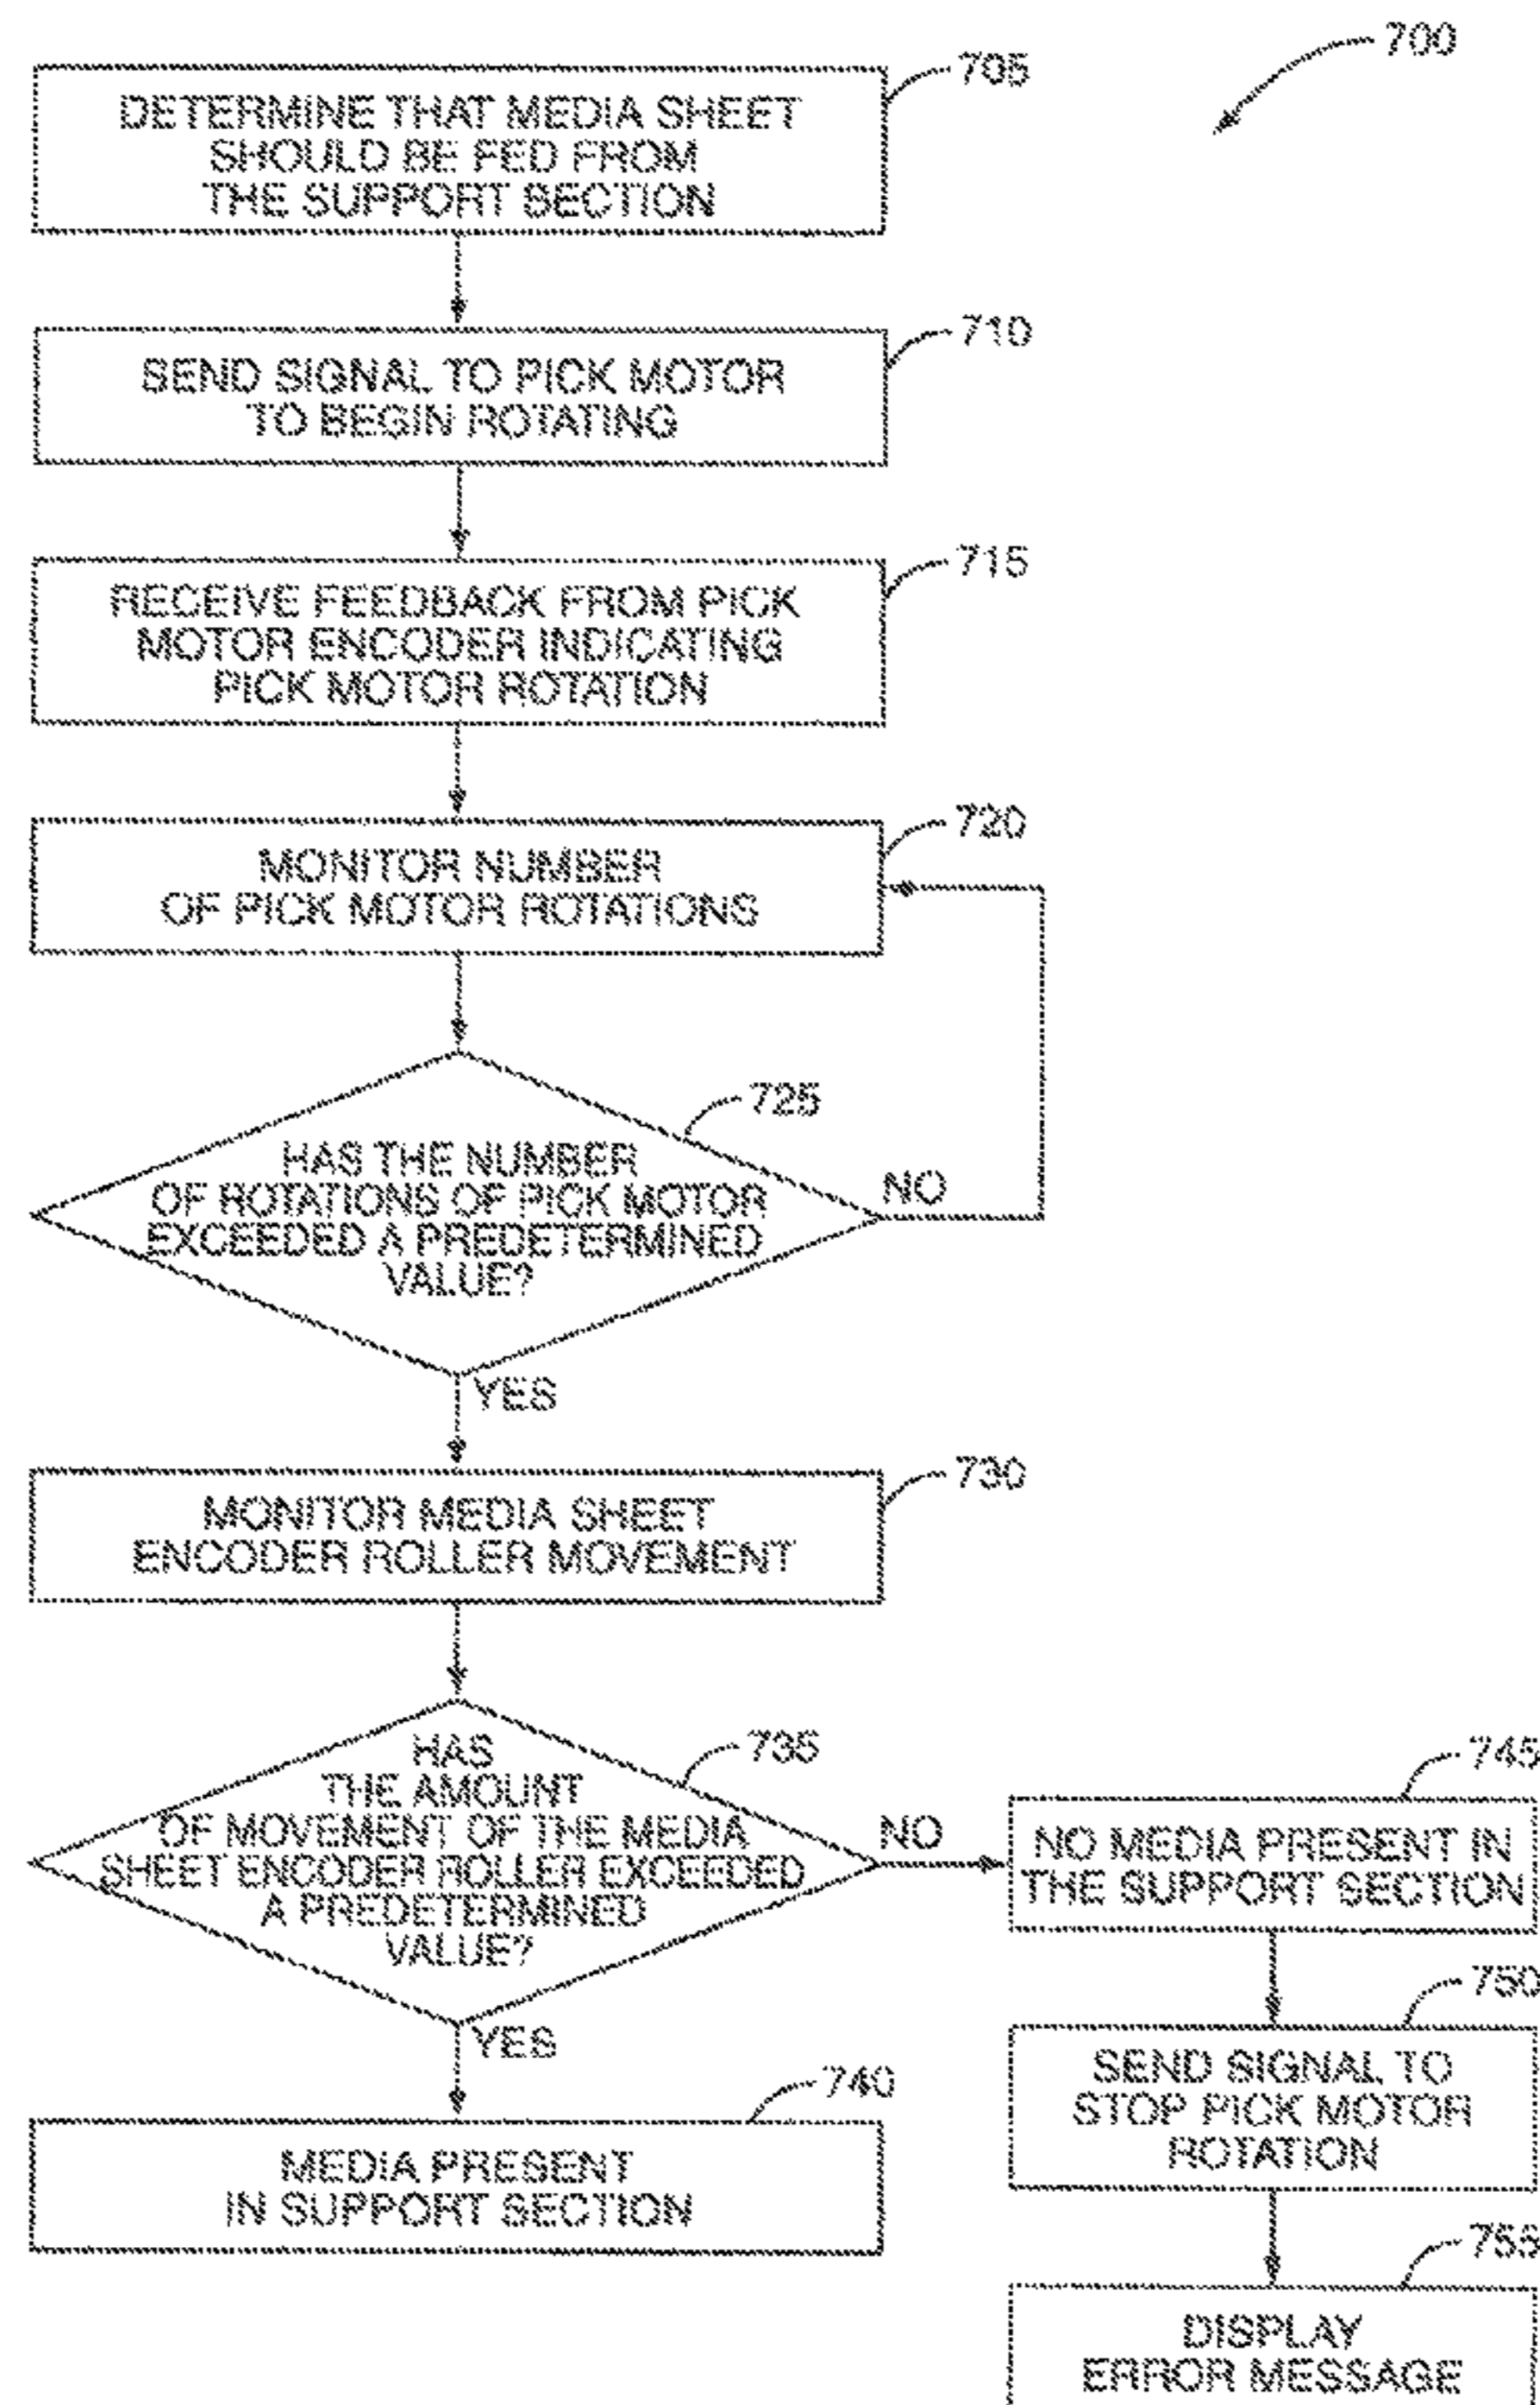 700
705
DETERMINE THAT MEDIA SHEET
SHOULD BE FED FROM
THE SUPPORT SECTION
710
SEND SIGNAL TO PICK MOTOR
TO BEGIN ROTATING
715
RECEIVE FEEDBACK FROM PICK
MOTOR ENCODER INDICATING
PICK MOTOR ROTATION
720
MONITOR NUMBER
OF PICK MOTOR ROTATIONS
725
HAS THE NUMBER
OF ROTATIONS OF PICK MOTOR
EXCEEDED A PREDETERMINED
VALUE?
NO
YES
730
MONITOR MEDIA SHEET
ENCODER ROLLER MOVEMENT
735
HAS
THE AMOUNT
OF MOVEMENT OF THE MEDIA
SHEET ENCODER ROLLER EXCEEDED
A PREDETERMINED
VALUE?
NO
YES
740
MEDIA PRESENT
IN SUPPORT SECTION
745
NO MEDIA PRESENT IN
THE SUPPORT SECTION
750
SEND SIGNAL TO
STOP PICK MOTOR
ROTATION
755
DISPLAY
ERROR MESSAGE